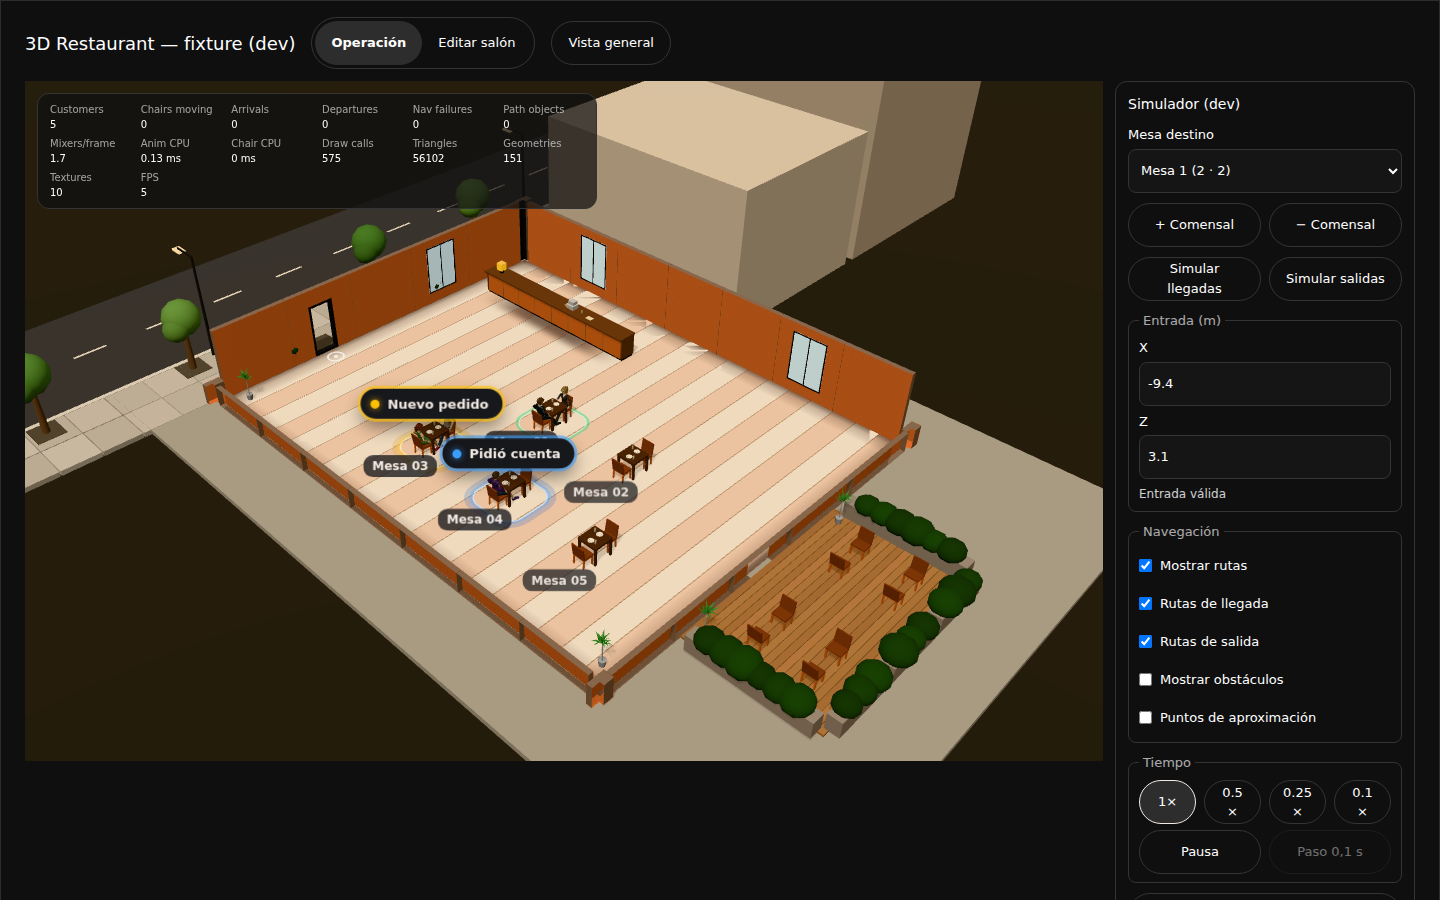 3D Restaurant — fixture (dev)
Operación
Editar salón
Vista general
Customers
5
Chairs moving
0
Arrivals
0
Departures
0
Nav failures
0
Path objects
0
Mixers/frame
1.7
Anim CPU
0.13 ms
Chair CPU
0 ms
Draw calls
575
Triangles
56102
Geometries
151
Textures
10
FPS
5
Nuevo pedido
Pidió cuenta
Mesa 03
Mesa 02
Mesa 04
Mesa 05
Simulador (dev)
Mesa destino
Mesa 1 (2 · 2)
+ Comensal
− Comensal
Simular
llegadas
Simular salidas
Entrada (m)
X
-9.4
Z
3.1
Entrada válida
Navegación
Mostrar rutas
Rutas de llegada
Rutas de salida
Mostrar obstáculos
Puntos de aproximación
Tiempo
1×
0.5
×
0.25
×
0.1
×
Pausa
Paso 0,1 s